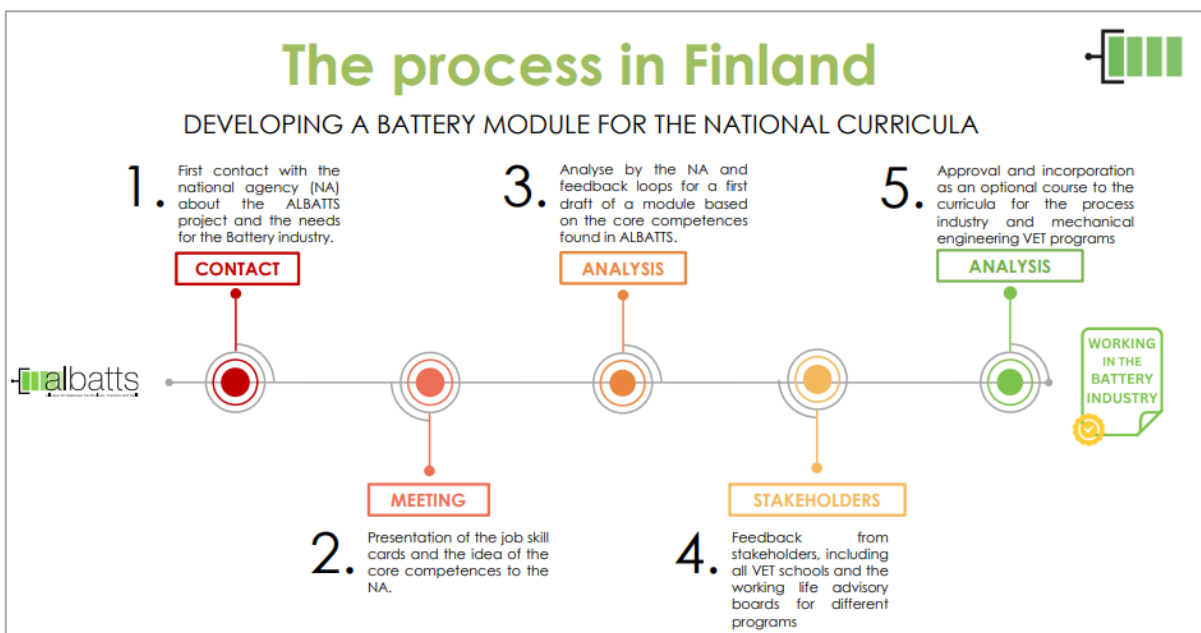 The process in Finland
DEVELOPING A BATTERY MODULE FOR THE NATIONAL CURRICULA
1.
First contact with the
national agency (NA)
about the ALBATTS
project and the needs
for the Battery industry.
CONTACT
3.
Analyse by the NA and
feedback loops for a first
draft of a module based
on the core competences
found in ALBATTS.
ANALYSIS
5.
Approval and incorporation
as an optional course to the
curricula for the process
industry and mechanical
engineering VET programs
ANALYSIS
albatts
WORKING
IN THE
BATTERY
INDUSTRY
MEETING
2.
Presentation of the job skill
cards and the idea of the
core competences to the
NA.
STAKEHOLDERS
4.
Feedback from
stakeholders, including
all VET schools and the
working life advisory
boards for different
programs